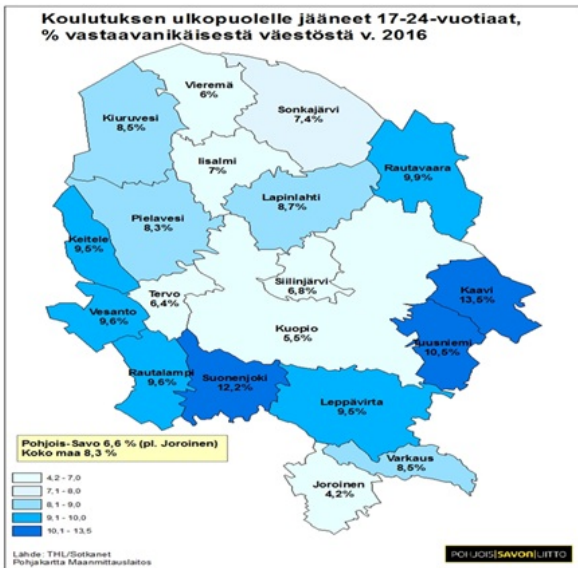 Koulutuksen ulkopuolelle jääneet 17-24-vuotiaat,
% vastaavanikäisestä väestöstä v. 2016
Vieremä
6%
Sonkajärvi
7,4%
Kiuruvesi
8,5%
Iisalmi
7%
Rautavaara
9,9%
Lapinlahti
8,7%
Pielavesi
8,3%
Keitele
9,5%
Siilinjärvi
6,8%
Kaavi
13,5%
Tervo
6,4%
Vesanto
9,6%
Kuopio
5,5%
Tuusniemi
10,5%
Rautalampi
9,6%
Suonenjoki
12,2%
Leppävirta
9,5%
Varkaus
8,5%
Joroinen
4,2%
Pohjois-Savo 6,6 % (pl. Joroinen)
Koko maa 8,3 %
4,2 - 7,0
7,1 - 8,0
8,1 - 9,0
9,1 - 10,0
10,1 - 13,5
Lähde: THL/Sotkanet
Pohjakartta Maanmittauslaitos
POHJOIS|SAVON|LIITTO